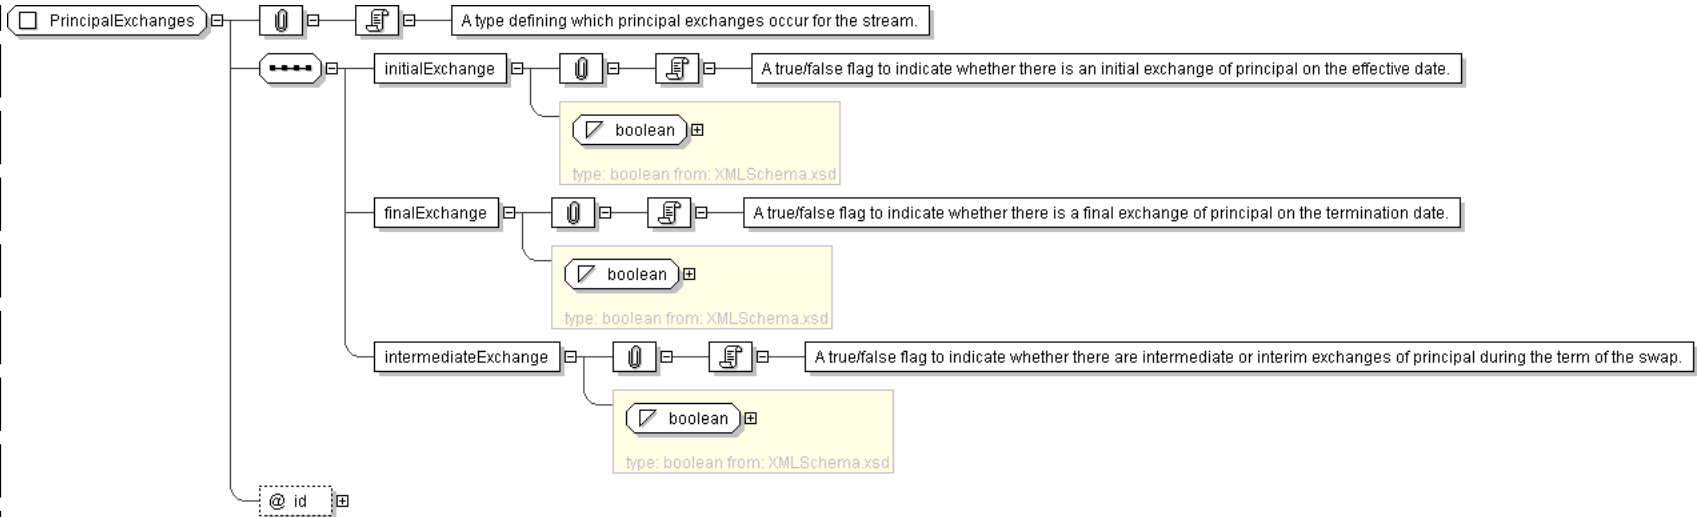 PrincipalExchanges
A type defining which principal exchanges occur for the stream.
initialExchange
A true/false flag to indicate whether there is an initial exchange of principal on the effective date.
boolean
type: boolean from: XMLSchema.xsd
finalExchange
A true/false flag to indicate whether there is a final exchange of principal on the termination date.
boolean
type: boolean from: XMLSchema.xsd
intermediateExchange
A true/false flag to indicate whether there are intermediate or interim exchanges of principal during the term of the swap.
boolean
type: boolean from: XMLSchema.xsd
@ id